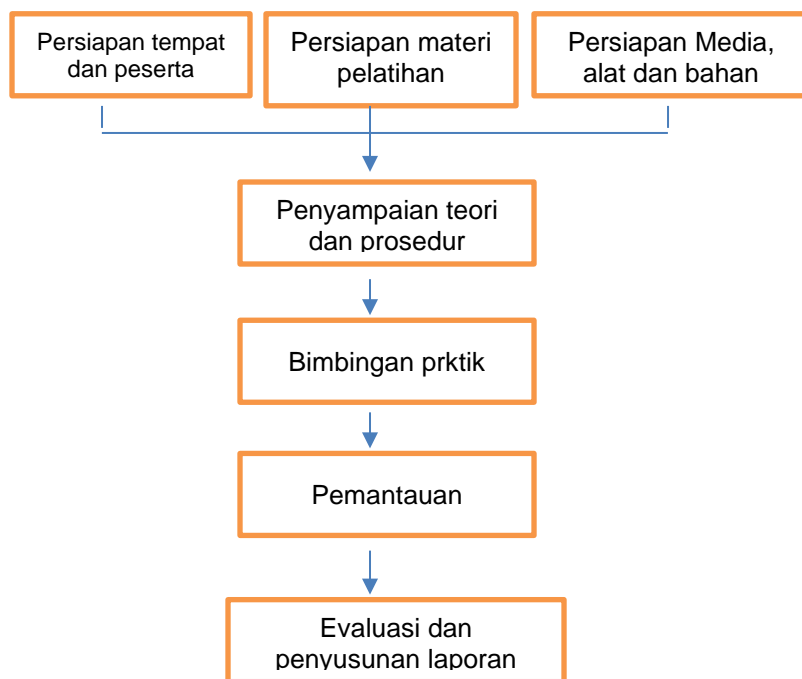 Persiapan tempat
dan peserta
Persiapan materi
pelatihan
Persiapan Media,
alat dan bahan
Penyampaian teori
dan prosedur
Bimbingan prktik
Pemantauan
Evaluasi dan
penyusunan laporan